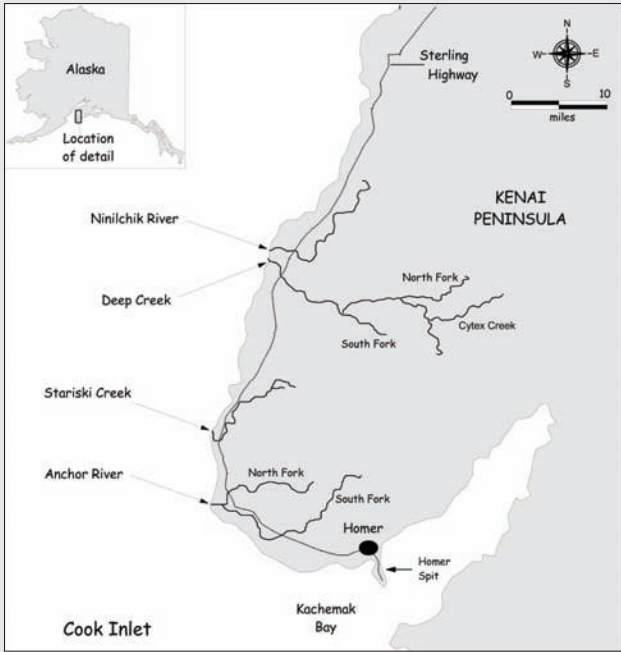 Alaska
Location
of detail
Sterling
Highway
N
W
E
S
0
10
miles
KENAI
PENINSULA
Ninilchik River
Deep Creek
North Fork
Cytex Creek
South Fork
Stariski Creek
Anchor River
North Fork
South Fork
Homer
Homer
Spit
Kachemak
Bay
Cook Inlet